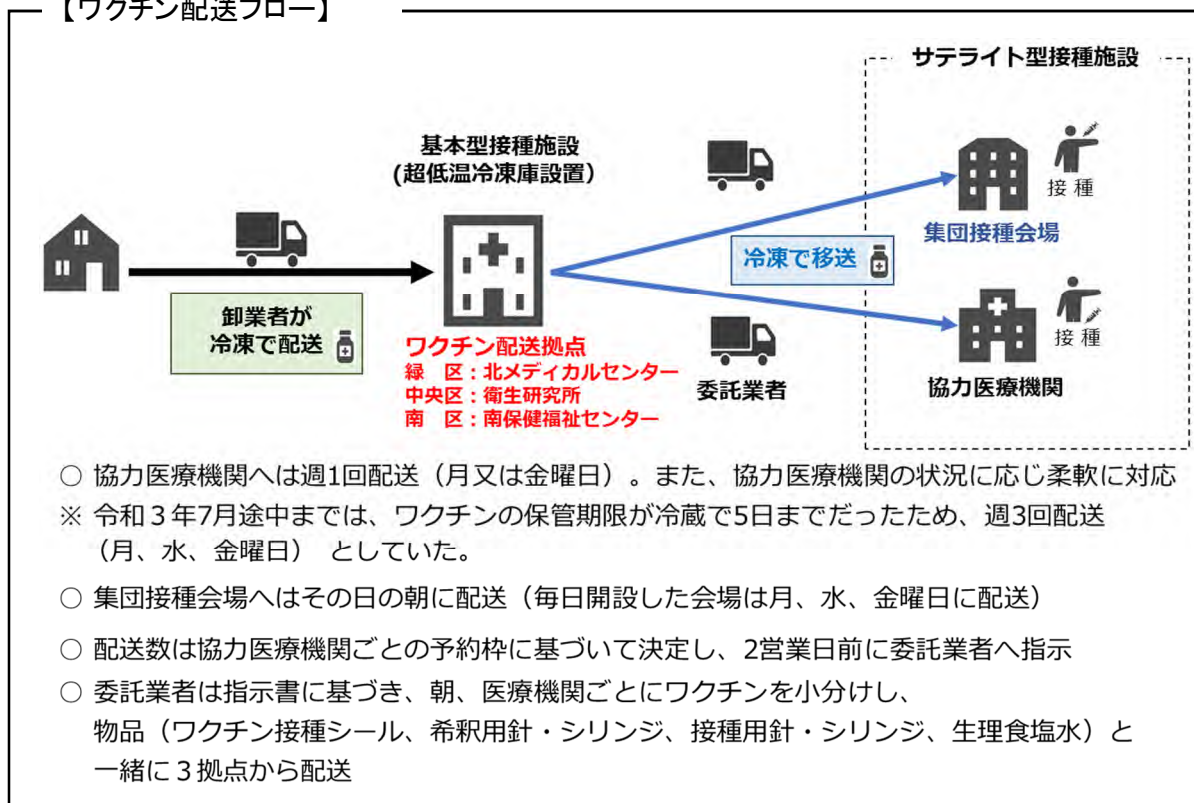 【ワクチン配送フロー】
サテライト型接種施設
基本型接種施設
(超低温冷凍庫設置）
接 種
集団接種会場
冷凍で移送
卸業者が
冷凍で配送
ワクチン配送拠点
緑　区：北メディカルセンター
中央区：衛生研究所
南　区：南保健福祉センター
委託業者
接 種
協力医療機関
○ 協力医療機関へは週1回配送（月又は金曜日）。また、協力医療機関の状況に応じ柔軟に対応
※ 令和３年7月途中までは、ワクチンの保管期限が冷蔵で5日までだったため、週3回配送
（月、水、金曜日） としていた。
○ 集団接種会場へはその日の朝に配送（毎日開設した会場は月、水、金曜日に配送）
○ 配送数は協力医療機関ごとの予約枠に基づいて決定し、2営業日前に委託業者へ指示
○ 委託業者は指示書に基づき、朝、医療機関ごとにワクチンを小分けし、
物品（ワクチン接種シール、希釈用針・シリンジ、接種用針・シリンジ、生理食塩水）と
一緒に３拠点から配送